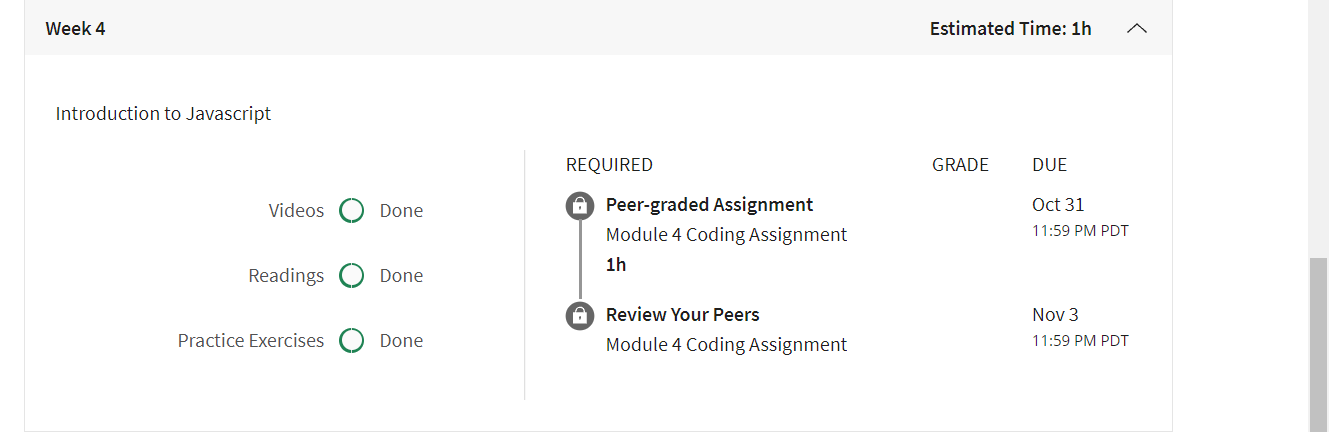 Week 4
Estimated Time: 1h
Introduction to Javascript
Videos Done
Readings Done
Practice Exercises Done
REQUIRED GRADE DUE
Peer-graded Assignment Oct 31
Module 4 Coding Assignment 11:59 PM PDT
1h
Review Your Peers Nov 3
Module 4 Coding Assignment 11:59 PM PDT